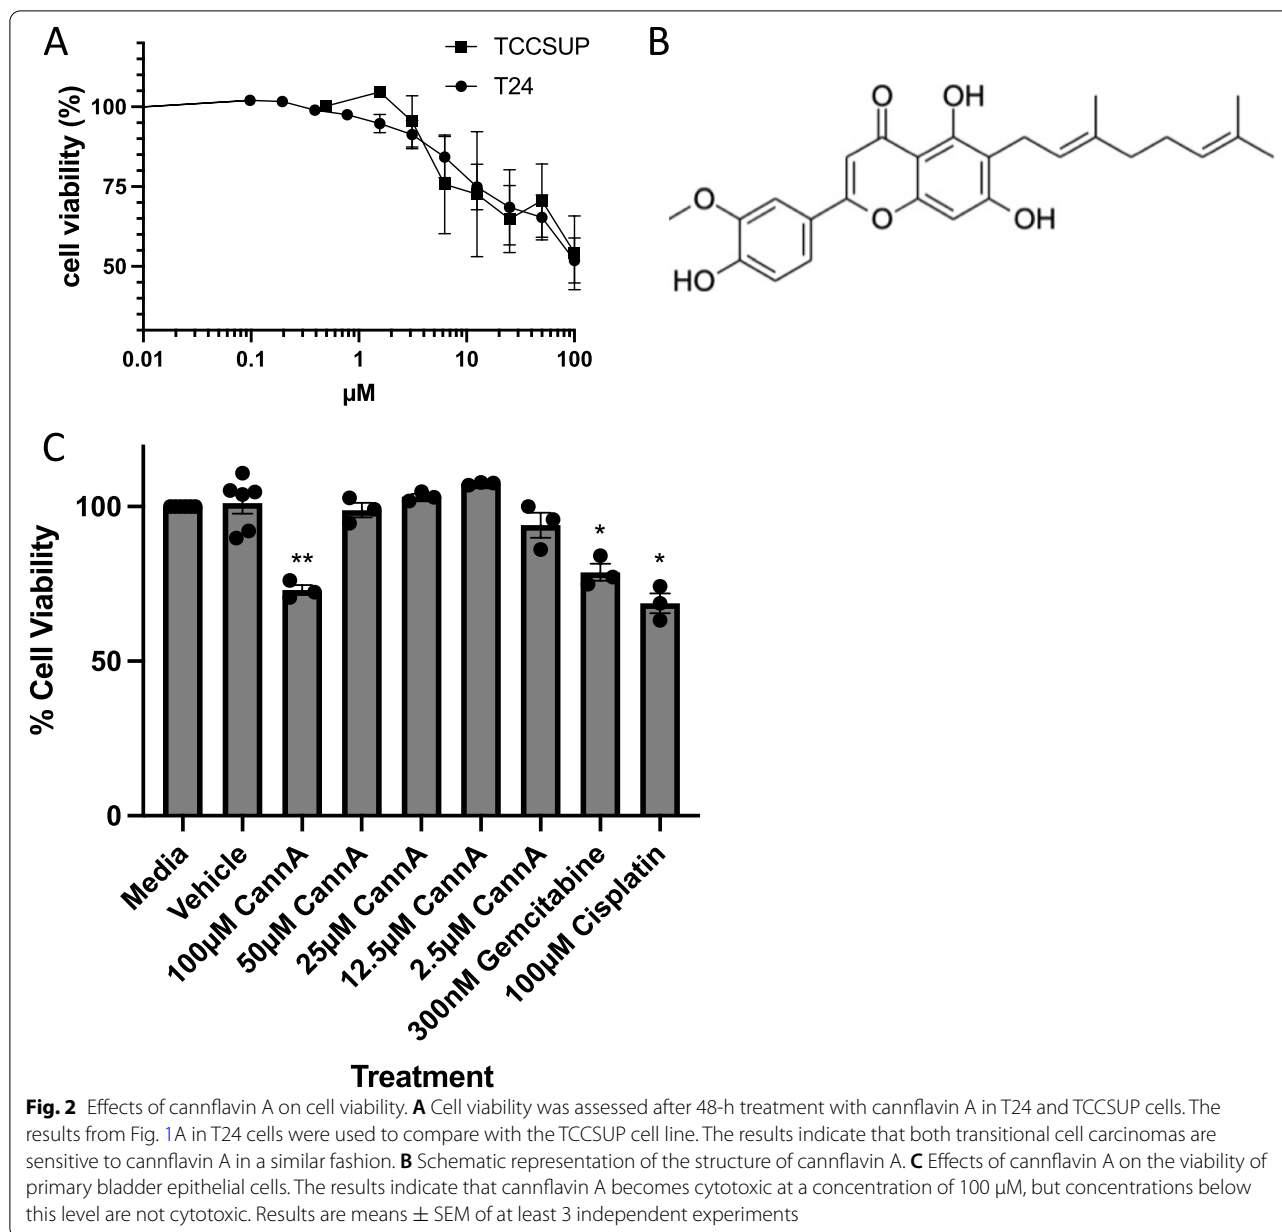 A
TCCSUP
T24
cell viability (%)
100
75
50
0.01 0.1 1 10 100
µM
B
O OH
O
O OH
HO
C
% Cell Viability
100
50
0
** * *
Media
Vehicle
100µM CannA
50µM CannA
25µM CannA
12.5µM CannA
2.5µM CannA
300nM Gemcitabine
100µM Cisplatin
Treatment
Fig. 2 Effects of cannflavin A on cell viability. A Cell viability was assessed after 48-h treatment with cannflavin A in T24 and TCCSUP cells. The
results from Fig. 1A in T24 cells were used to compare with the TCCSUP cell line. The results indicate that both transitional cell carcinomas are
sensitive to cannflavin A in a similar fashion. B Schematic representation of the structure of cannflavin A. C Effects of cannflavin A on the viability of
primary bladder epithelial cells. The results indicate that cannflavin A becomes cytotoxic at a concentration of 100 µM, but concentrations below
this level are not cytotoxic. Results are means ± SEM of at least 3 independent experiments